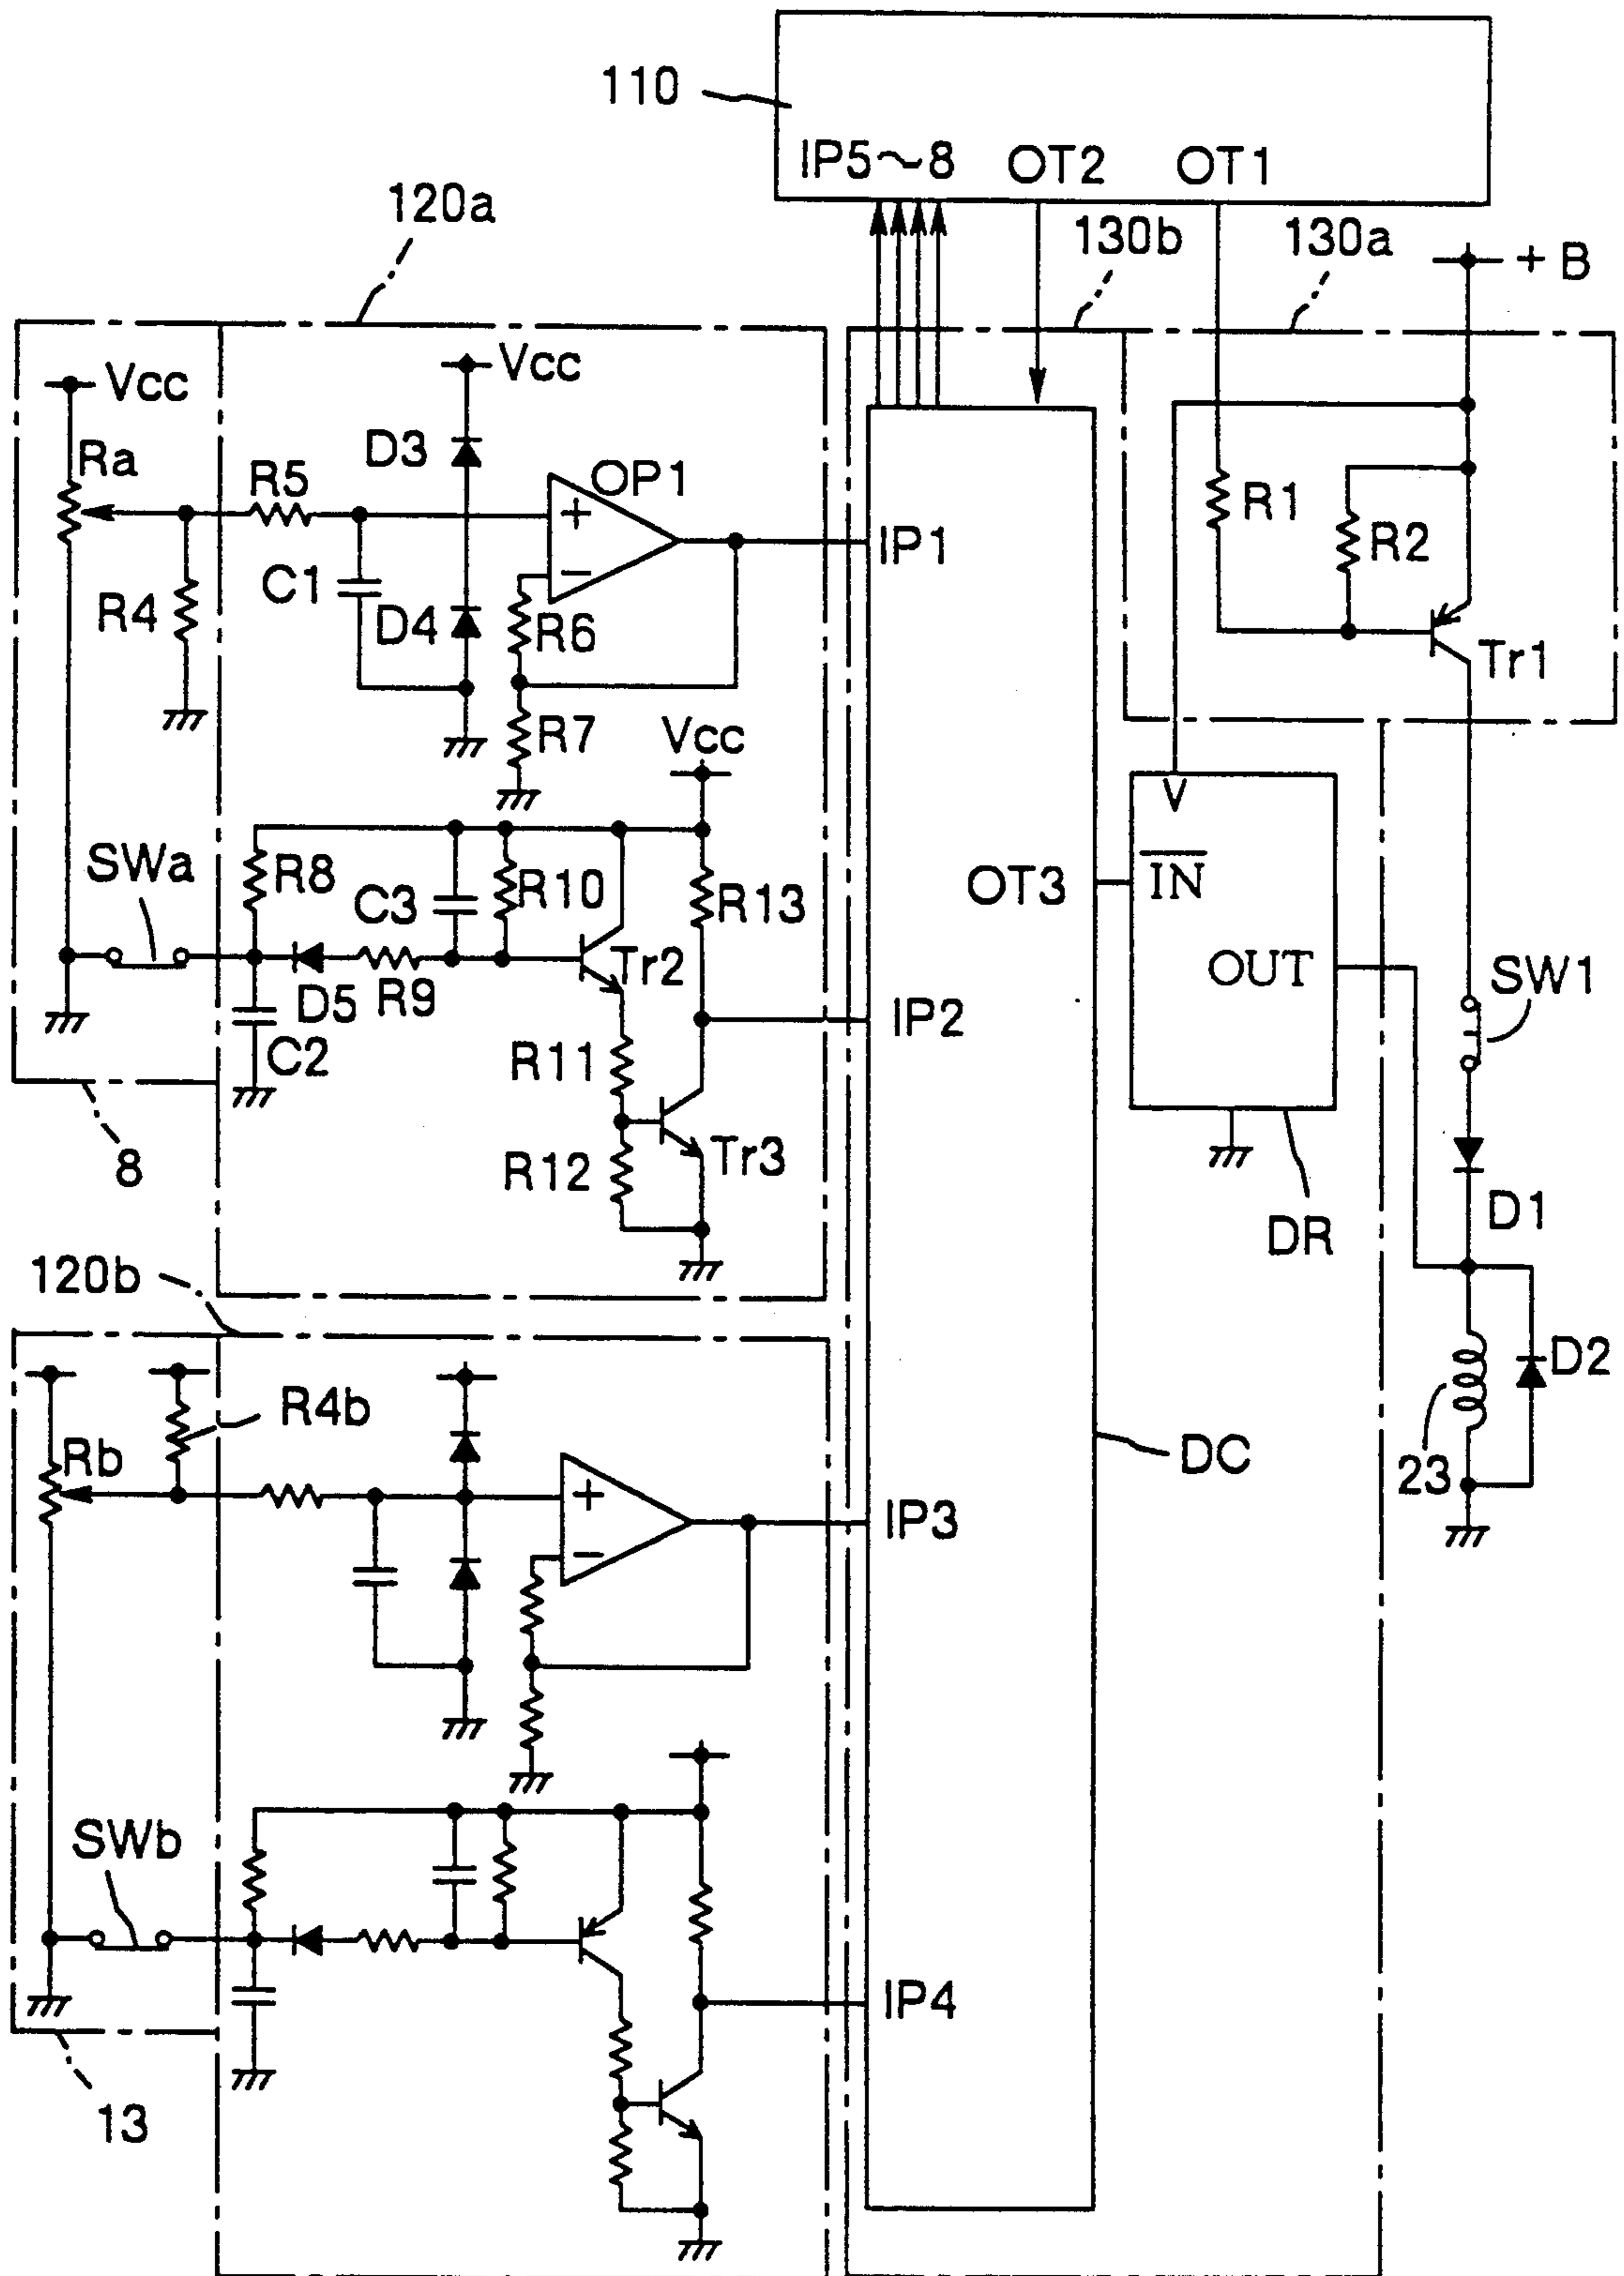 110
IP5~8 OT2 OT1
120a
130b 130a
+ B
Vcc
Vcc
Ra
R5
D3
OP1
+
−
IP1
R1
R2
C1
R4
D4
R6
Tr1
R7
Vcc
V
SWa
R8
C3
R10
R13
OT3
IN
Tr2
OUT
SW1
D5 R9
IP2
C2
R11
8
R12
Tr3
DR
D1
120b
D2
R4b
Rb
DC
23
+
−
IP3
SWb
IP4
13